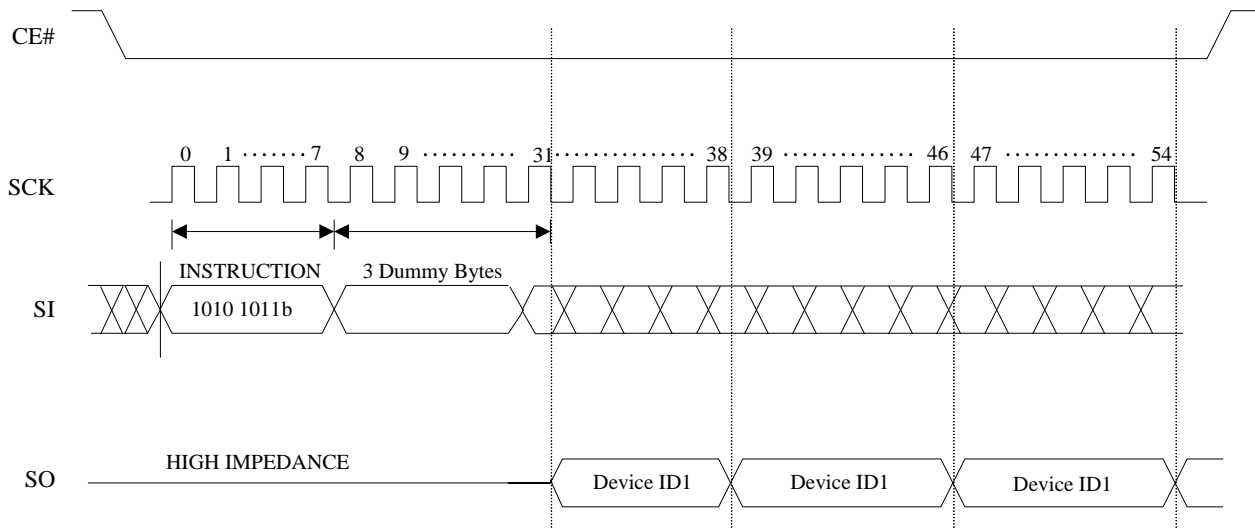 CE#
0 1 ······· 7 8 9 ·········· 31 ················ 38 39 ·············· 46 47 ·············· 54
SCK
INSTRUCTION 3 Dummy Bytes
SI 1010 1011b
HIGH IMPEDANCE
SO Device ID1 Device ID1 Device ID1